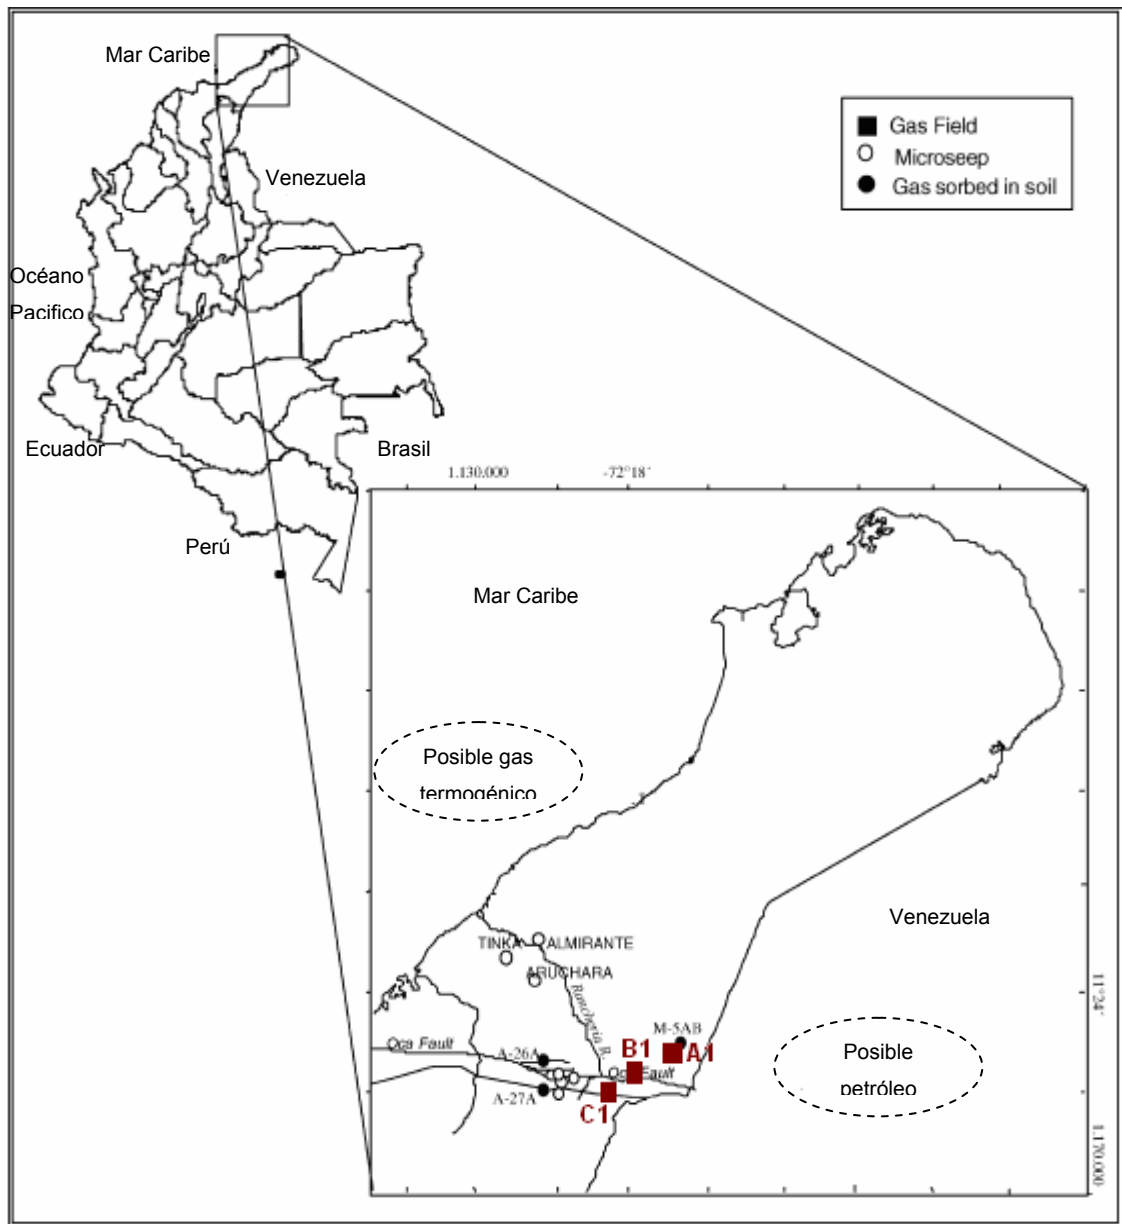 Mar Caribe
Gas Field
Microseep
Gas sorbed in soil
Venezuela
Océano
Pacifico
Ecuador
Brasil
Perú
1.130.000
-72°18´
Mar Caribe
Posible gas
termogénico
Venezuela
TINKA
ALMIRANTE
ARUCHARA
Rancheria R.
11°24´
M-5AB
A1
B1
Oca Fault
Oca Fault
A-26A
A-27A
C1
Posible
petróleo
1.170.000